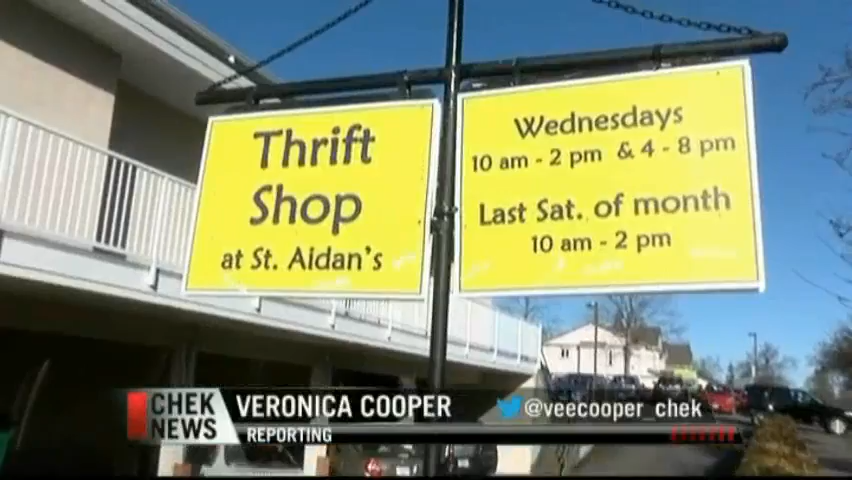 Thrift
Shop
at St. Aidan's
Wednesdays
10 am - 2 pm & 4 - 8 pm
Last Sat. of month
10 am - 2 pm
CHEK
NEWS
VERONICA COOPER
@veecooper_chek
REPORTING